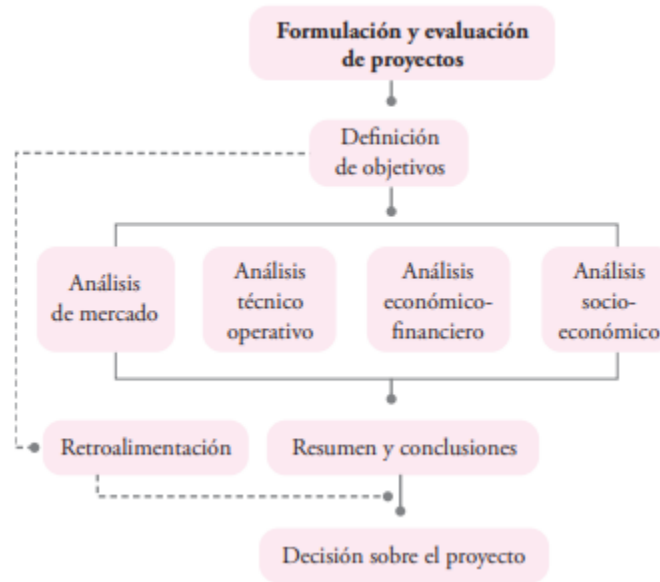 Formulación y evaluación
de proyectos
Definición
de objetivos
Análisis
de mercado
Análisis
técnico
operativo
Análisis
económico-
financiero
Análisis
socio-
económico
Retroalimentación
Resumen y conclusiones
Decisión sobre el proyecto